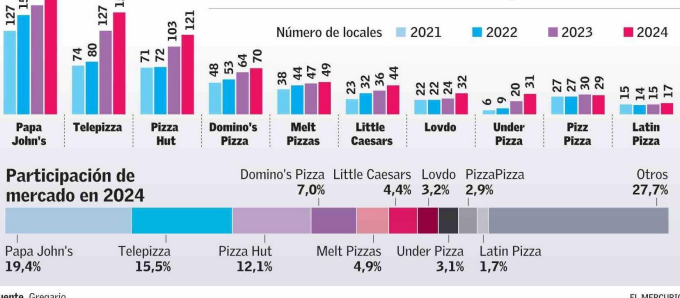 Número de locales 2021 2022 2023 2024
127
74 80 127
71 72 103 121
48 53 64 70
38 44 47 49
23 32 36 44
22 22 24 32
6 9 20 31
27 27 30 29
15 14 15 17
Papa John's
Telepizza
Pizza Hut
Domino's Pizza
Melt Pizzas
Little Caesars
Lovdo
Under Pizza
Pizz Pizza
Latin Pizza
Participación de
mercado en 2024
Domino's Pizza 7,0%
Little Caesars 4,4%
Lovdo 3,2%
PizzaPizza 2,9%
Otros 27,7%
Papa John's 19,4%
Telepizza 15,5%
Pizza Hut 12,1%
Melt Pizzas 4,9%
Under Pizza 3,1%
Latin Pizza 1,7%